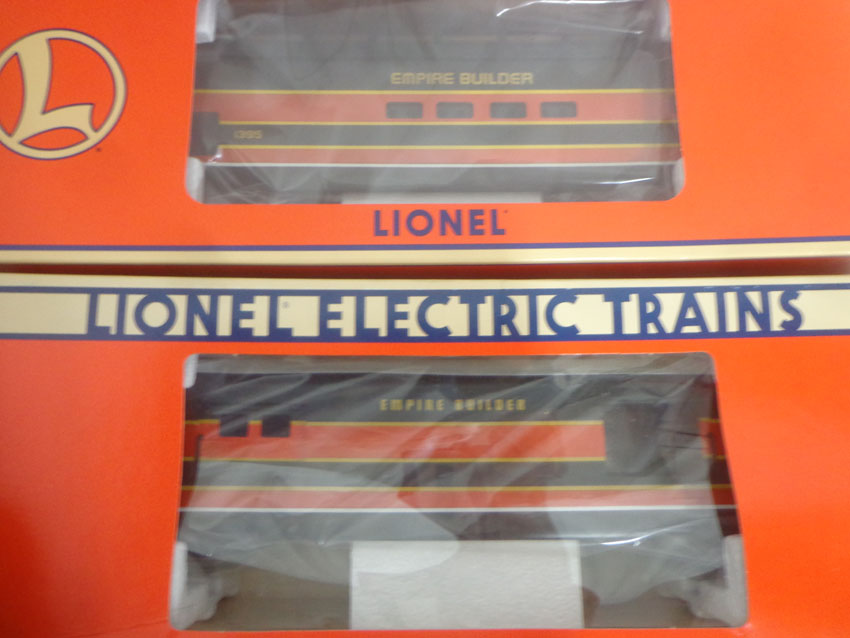 L
EMPIRE BUILDER
1395
LIONEL
LIONEL ELECTRIC TRAINS
EMPIRE BUILDER